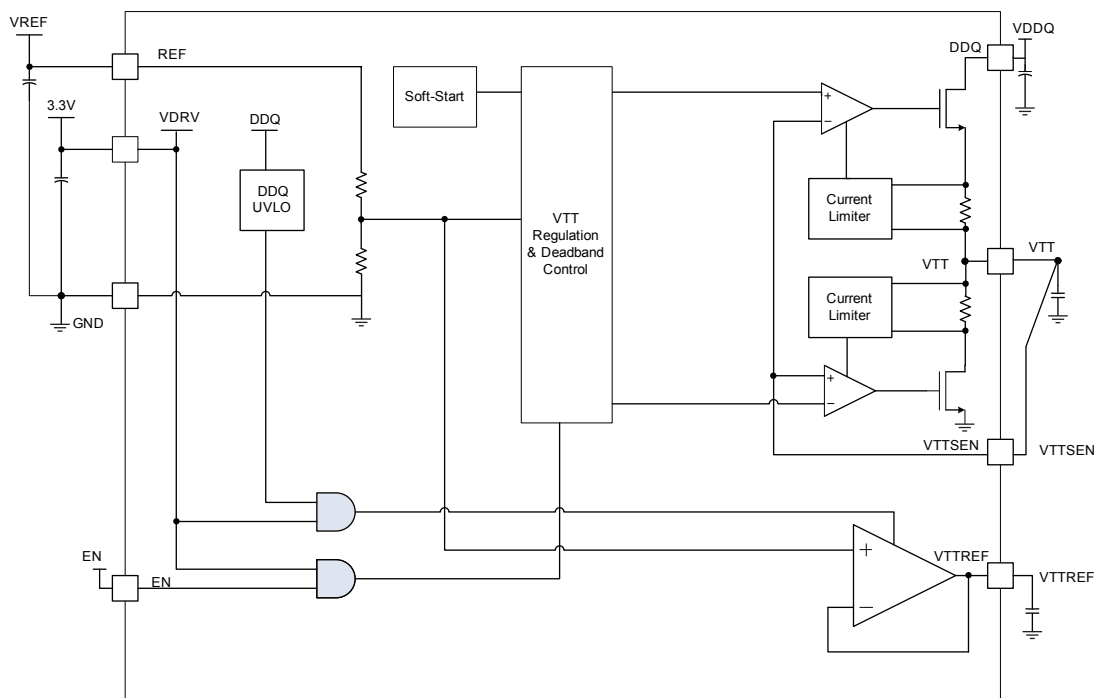 VREF
REF
3.3V
VDRV
DDQ
DDQ
UVLO
GND
Soft-Start
VTT
Regulation
& Deadband
Control
DDQ
VDDQ
+
−
Current
Limiter
VTT
VTT
Current
Limiter
+
−
VTTSEN
VTTSEN
EN
EN
+
−
VTTREF
VTTREF